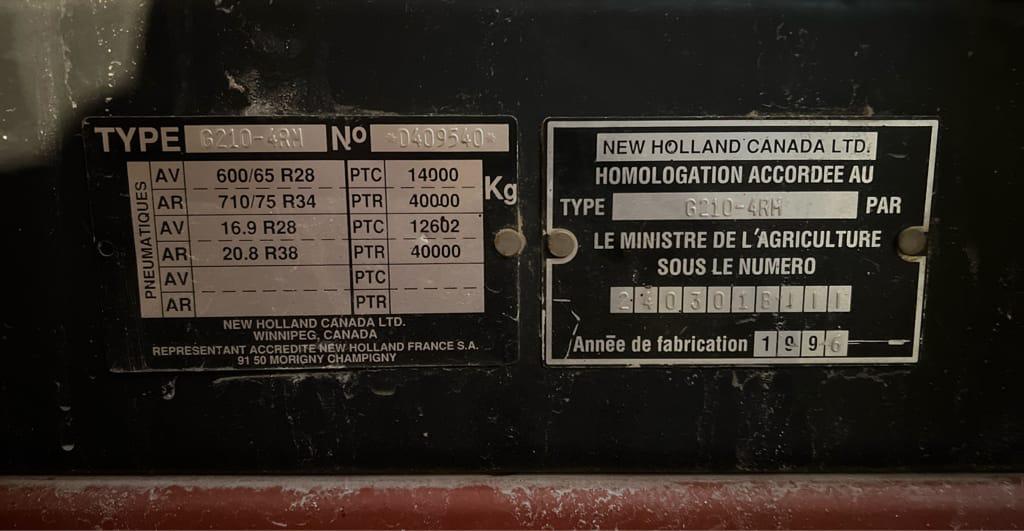 TYPE G210-4RM No *0409540*
PNEUMATIQUES
AV 600/65 R28 PTC 14000 Kg
AR 710/75 R34 PTR 40000
AV 16.9 R28 PTC 12602
AR 20.8 R38 PTR 40000
AV PTC
AR PTR
NEW HOLLAND CANADA LTD.
WINNIPEG, CANADA
REPRESENTANT ACCREDITE NEW HOLLAND FRANCE S.A.
91 50 MORIGNY CHAMPIGNY
NEW HOLLAND CANADA LTD.
HOMOLOGATION ACCORDEE AU
TYPE G210-4RM PAR
LE MINISTRE DE L'AGRICULTURE
SOUS LE NUMERO
Année de fabrication 1996